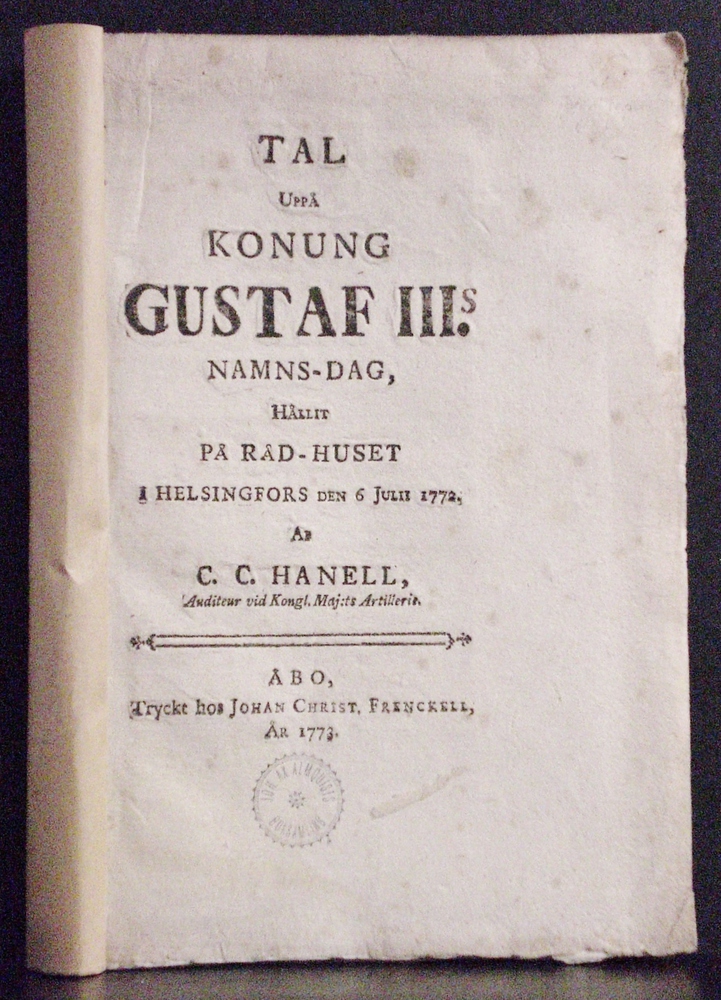 TAL
UPPÅ
KONUNG
GUSTAF III.S
NAMNS-DAG,
HÅLLIT
PÅ RÅD-HUSET
I HELSINGFORS DEN 6 JULII 1772,
AF
C. C. HANELL,
Auditeur vid Kongl. Maj:ts Artillerie.
ÅBO,
Tryckt hos JOHAN CHRIST. FRENCKELL,
ÅR 1773.